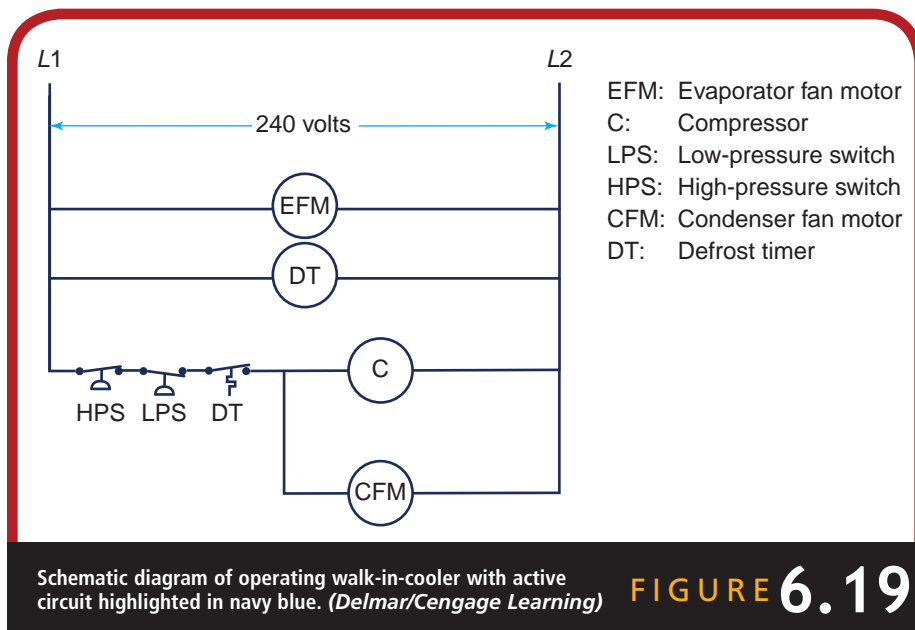 L1
L2
240 volts
EFM
DT
HPS LPS DT
C
CFM
EFM: Evaporator fan motor
C: Compressor
LPS: Low-pressure switch
HPS: High-pressure switch
CFM: Condenser fan motor
DT: Defrost timer
Schematic diagram of operating walk-in-cooler with active
circuit highlighted in navy blue. (Delmar/Cengage Learning)
FIGURE 6.19